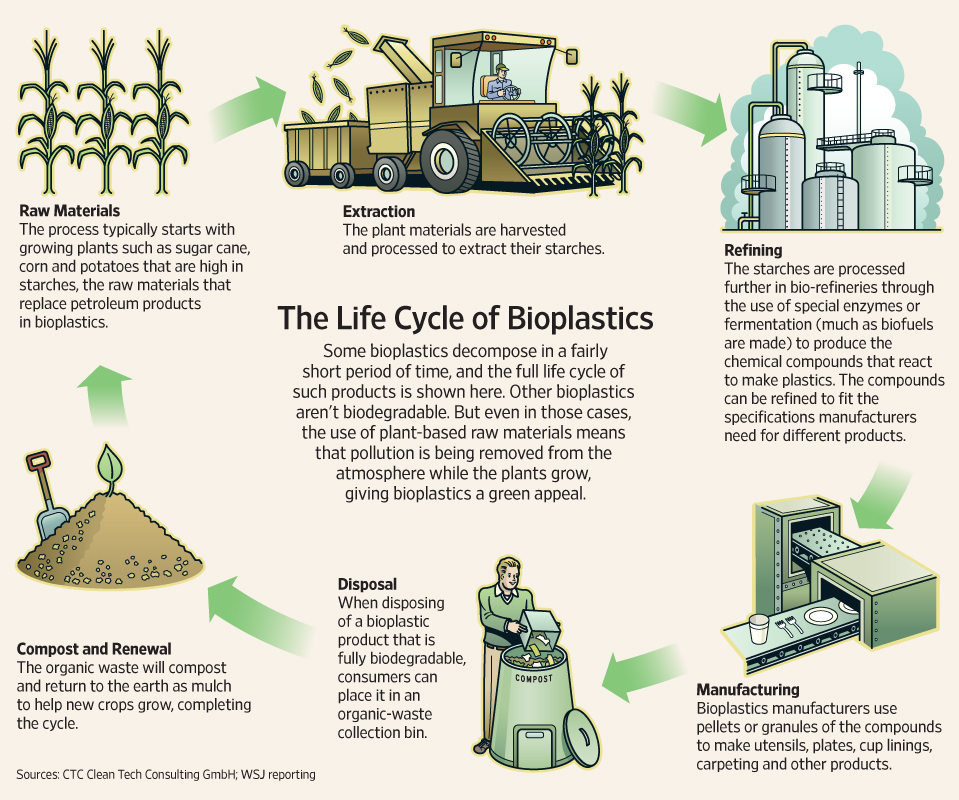 Raw Materials
The process typically starts with
growing plants such as sugar cane,
corn and potatoes that are high in
starches, the raw materials that
replace petroleum products
in bioplastics.
Extraction
The plant materials are harvested
and processed to extract their starches.
Refining
The starches are processed
further in bio-refineries through
the use of special enzymes or
fermentation (much as biofuels
are made) to produce the
chemical compounds that react
to make plastics. The compounds
can be refined to fit the
specifications manufacturers
need for different products.
The Life Cycle of Bioplastics
Some bioplastics decompose in a fairly
short period of time, and the full life cycle of
such products is shown here. Other bioplastics
aren't biodegradable. But even in those cases,
the use of plant-based raw materials means
that pollution is being removed from the
atmosphere while the plants grow,
giving bioplastics a green appeal.
Manufacturing
Bioplastics manufacturers use
pellets or granules of the compounds
to make utensils, plates, cup linings,
carpeting and other products.
Disposal
When disposing
of a bioplastic
product that is
fully biodegradable,
consumers can
place it in an
organic-waste
collection bin.
COMPOST
Compost and Renewal
The organic waste will compost
and return to the earth as mulch
to help new crops grow, completing
the cycle.
Sources: CTC Clean Tech Consulting GmbH; WSJ reporting